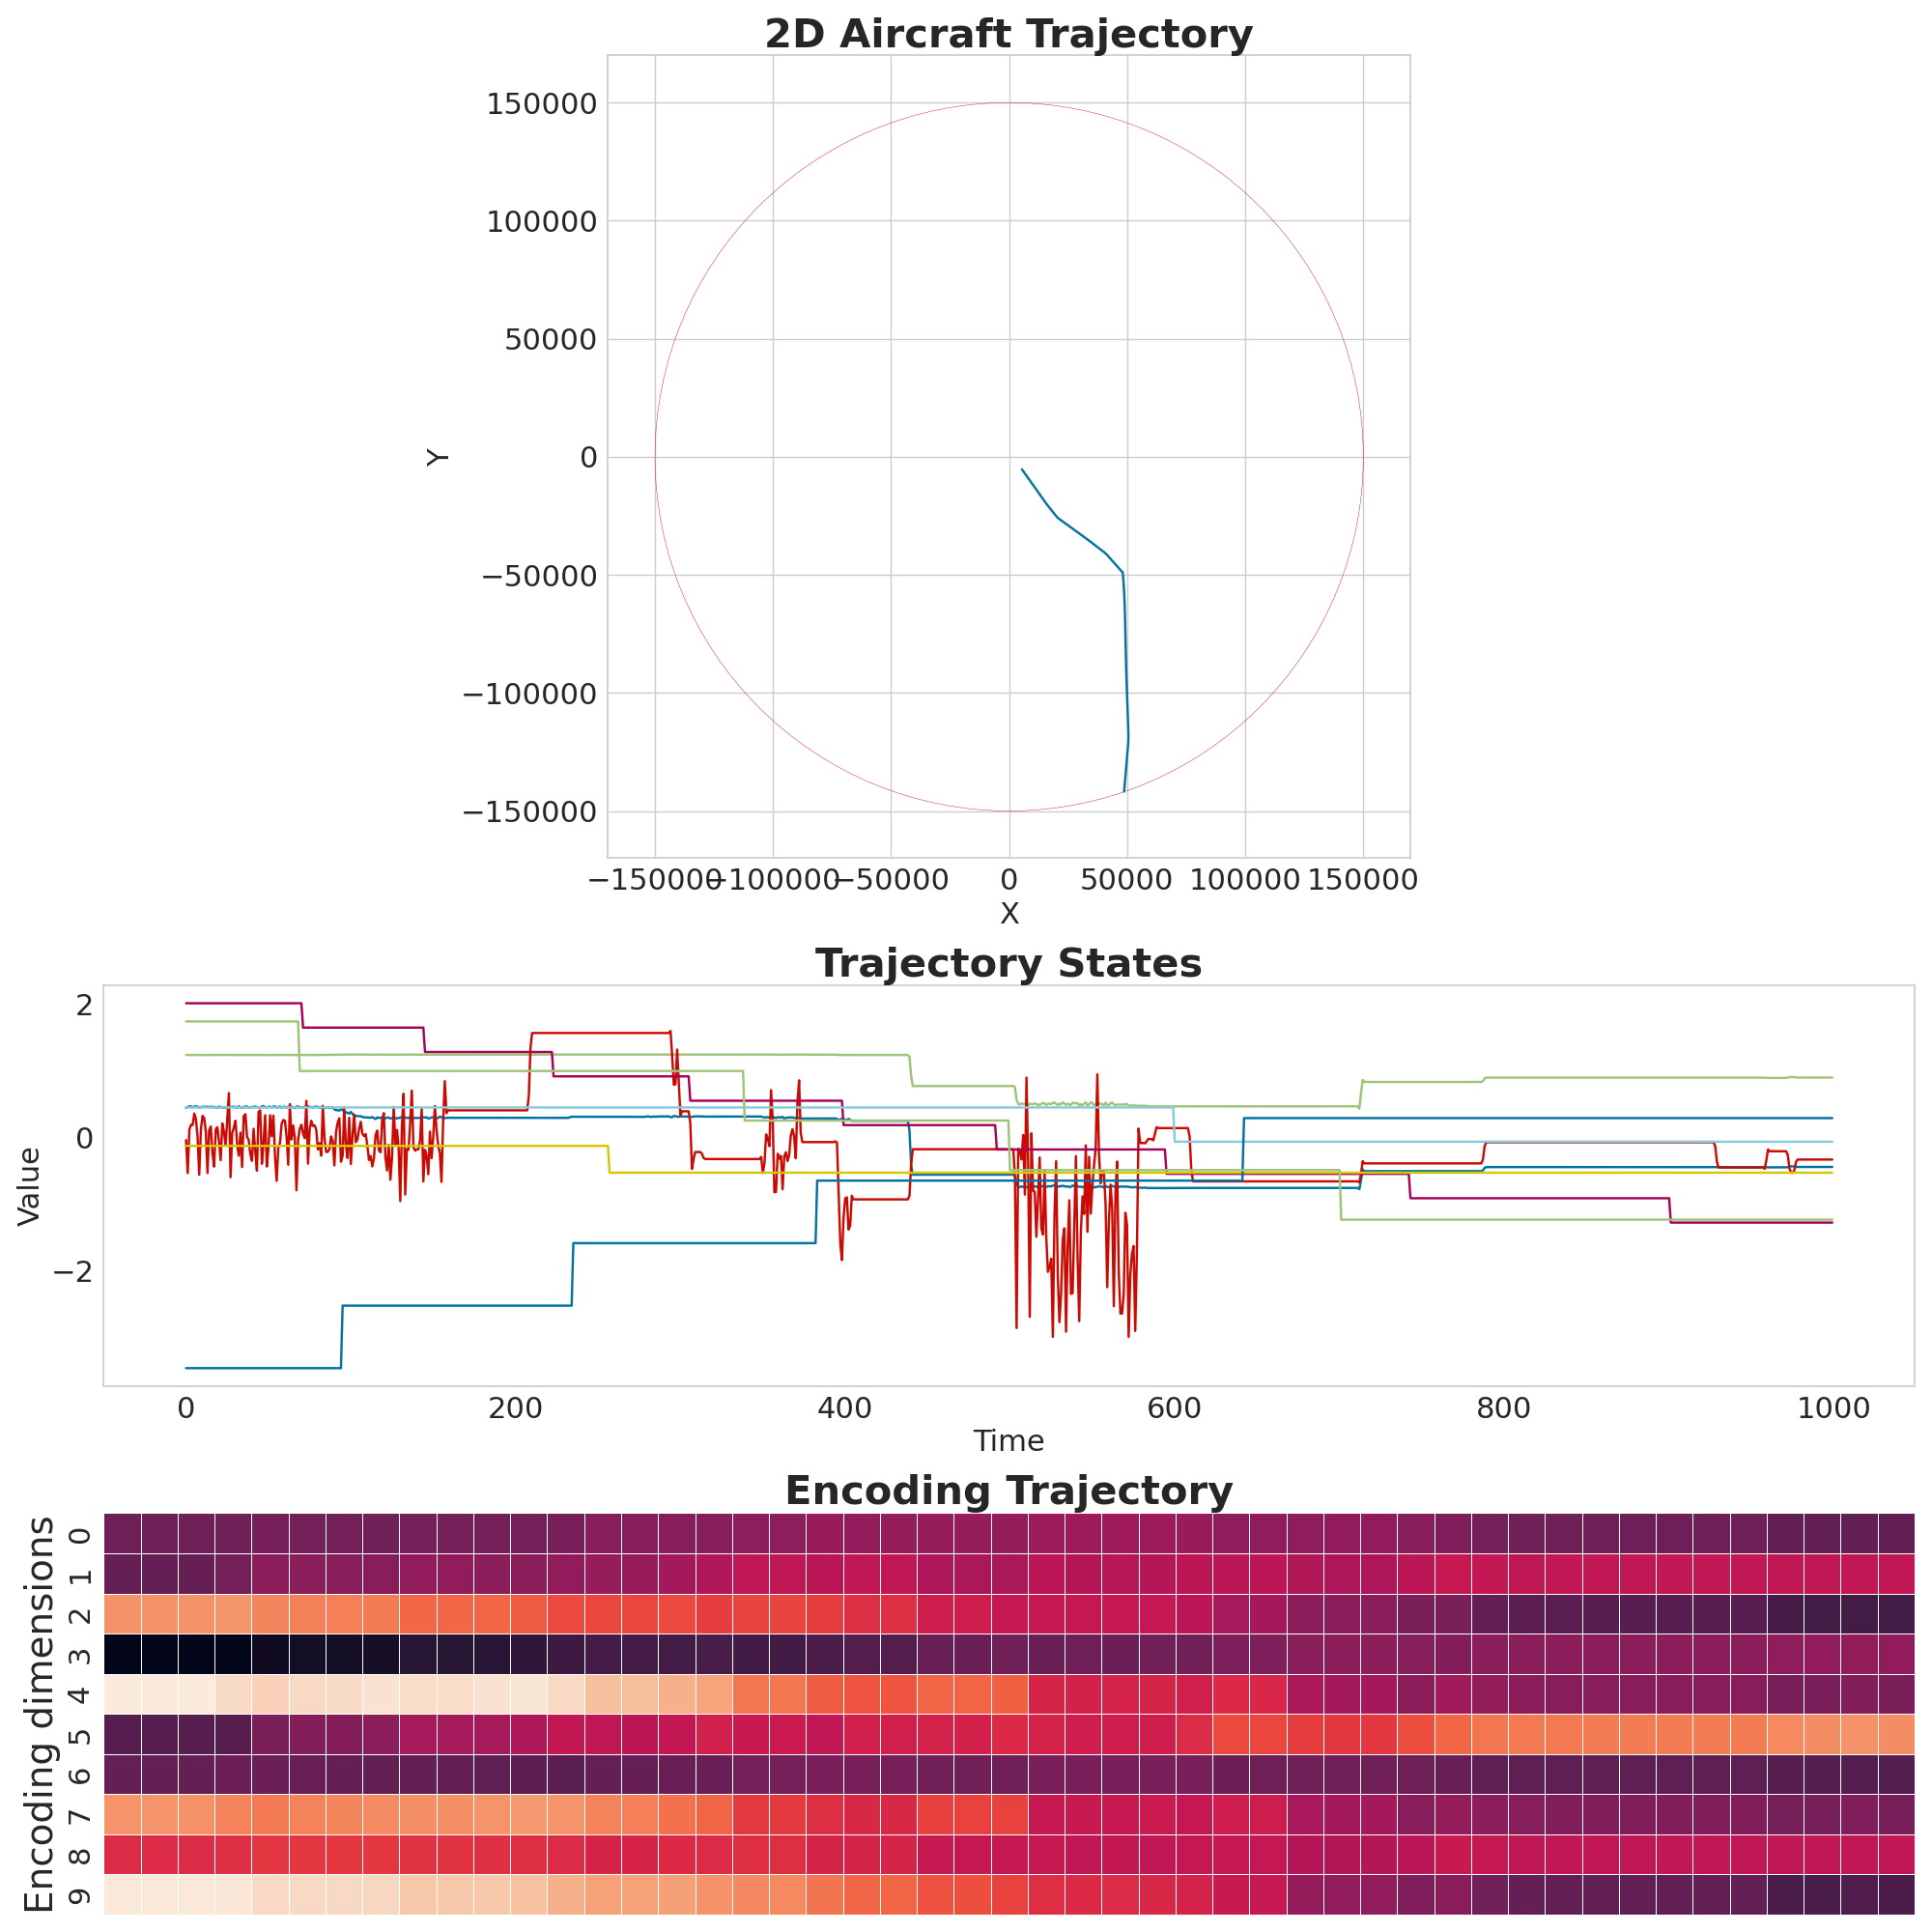 2D Aircraft Trajectory
150000
100000
50000
0
−50000
−100000
−150000
Y
−150000 −100000 −50000 0 50000 100000 150000
X
Trajectory States
2
0
−2
Value
0 200 400 600 800 1000
Time
Encoding Trajectory
Encoding dimensions
0
1
2
3
4
5
6
7
8
9